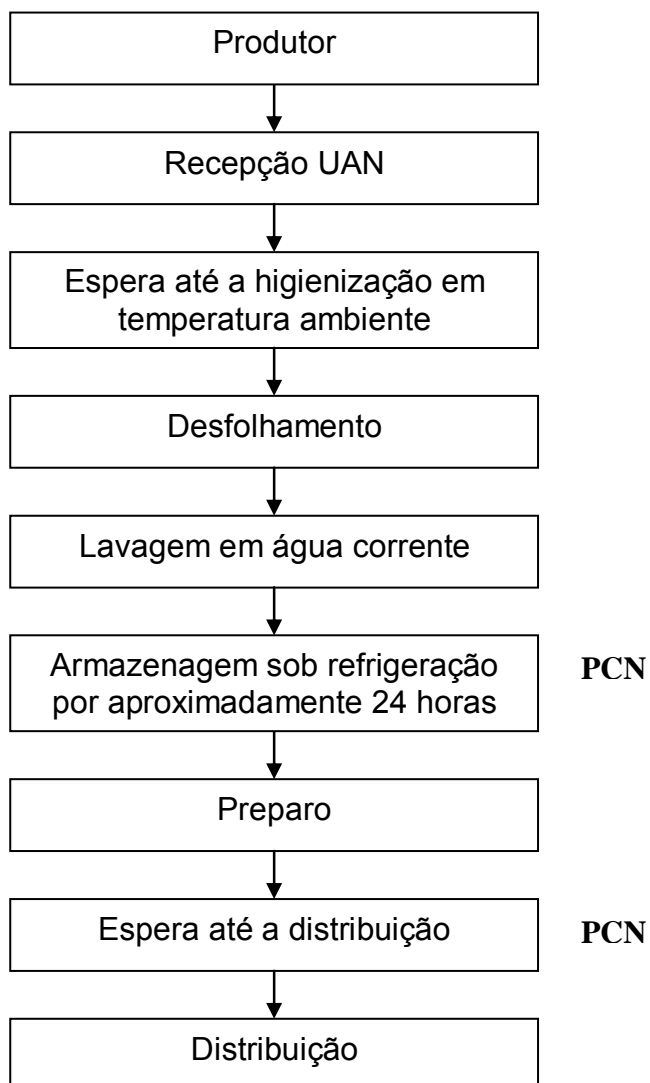 Produtor
Recepção UAN
Espera até a higienização em
temperatura ambiente
Desfolhamento
Lavagem em água corrente
Armazenagem sob refrigeração
por aproximadamente 24 horas
PCN
Preparo
Espera até a distribuição
PCN
Distribuição